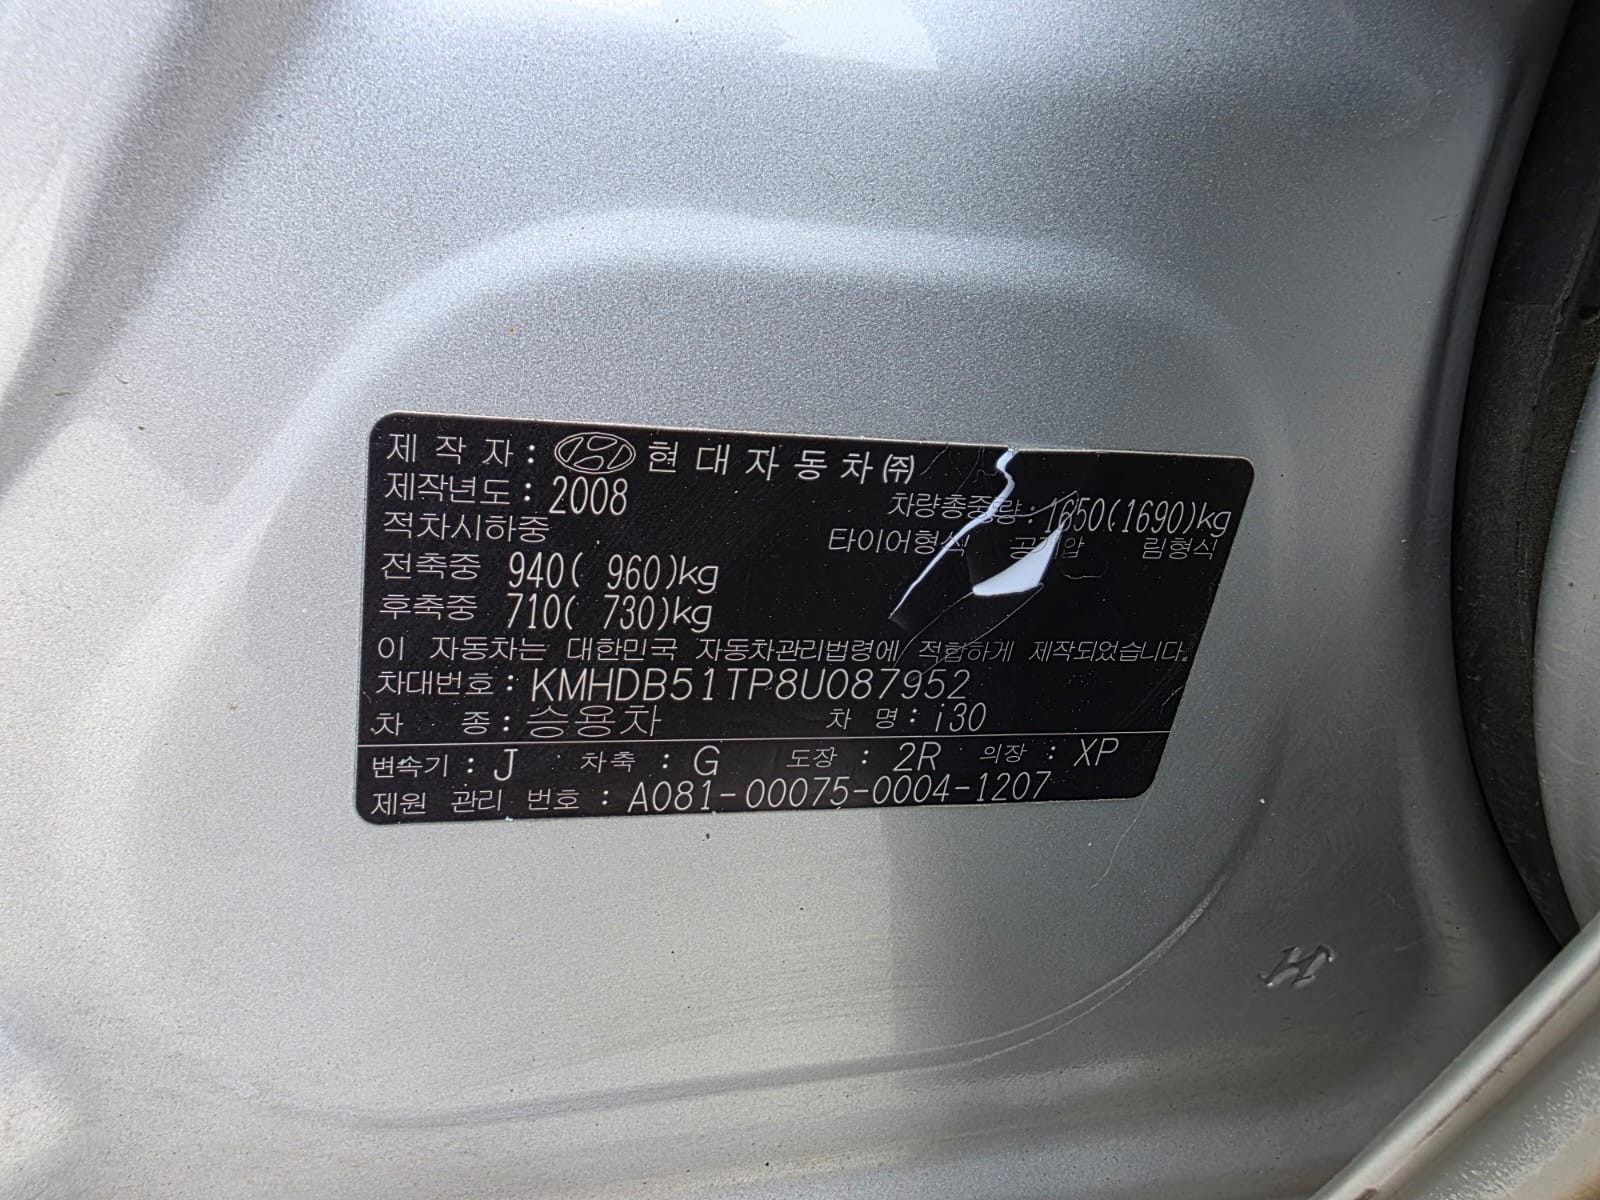 제 작 자 : 현 대 자 동 차 ㈜
제작년도 : 2008
차량총중량 : 1650(1690)kg
적차시하중
타이어형식 공기압 림형식
전축중 940( 960)kg
후축중 710( 730)kg
이 자동차는 대한민국 자동차관리법령에 적합하게 제작되었습니다.
차대번호 : KMHDB51TP8U087952
차 종 : 승용차 차 명 : i30
변속기 : J 차축 : G 도장 : 2R 의장 : XP
제원 관리 번호 : A081-00075-0004-1207
H